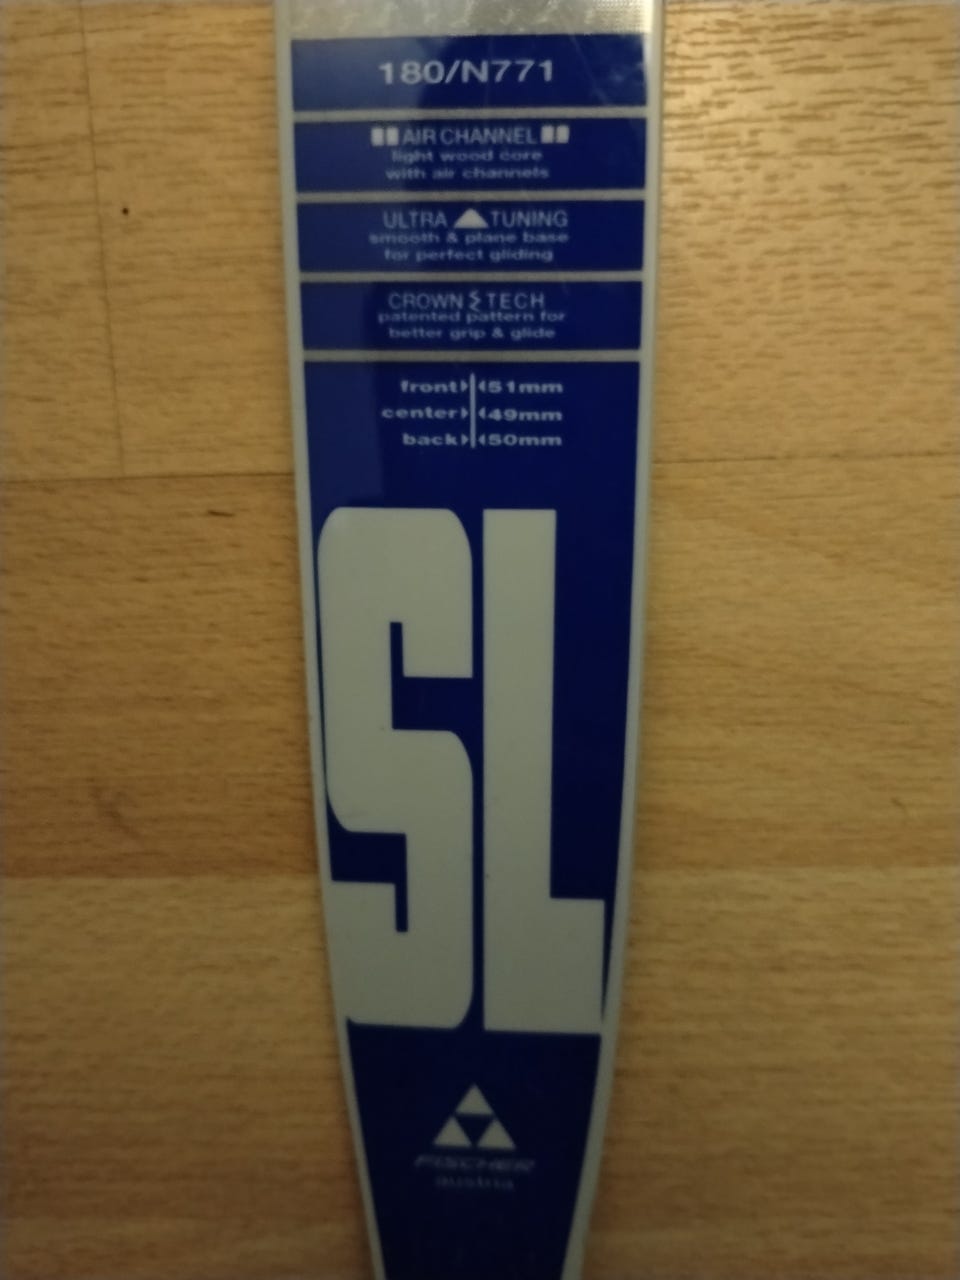 180/N771
AIR CHANNEL
light wood core
with air channels
ULTRA TUNING
smooth & plane base
for perfect gliding
CROWN TECH
patented pattern for
better grip & glide
front 51mm
center 49mm
back 50mm
SL
FISCHER
austria